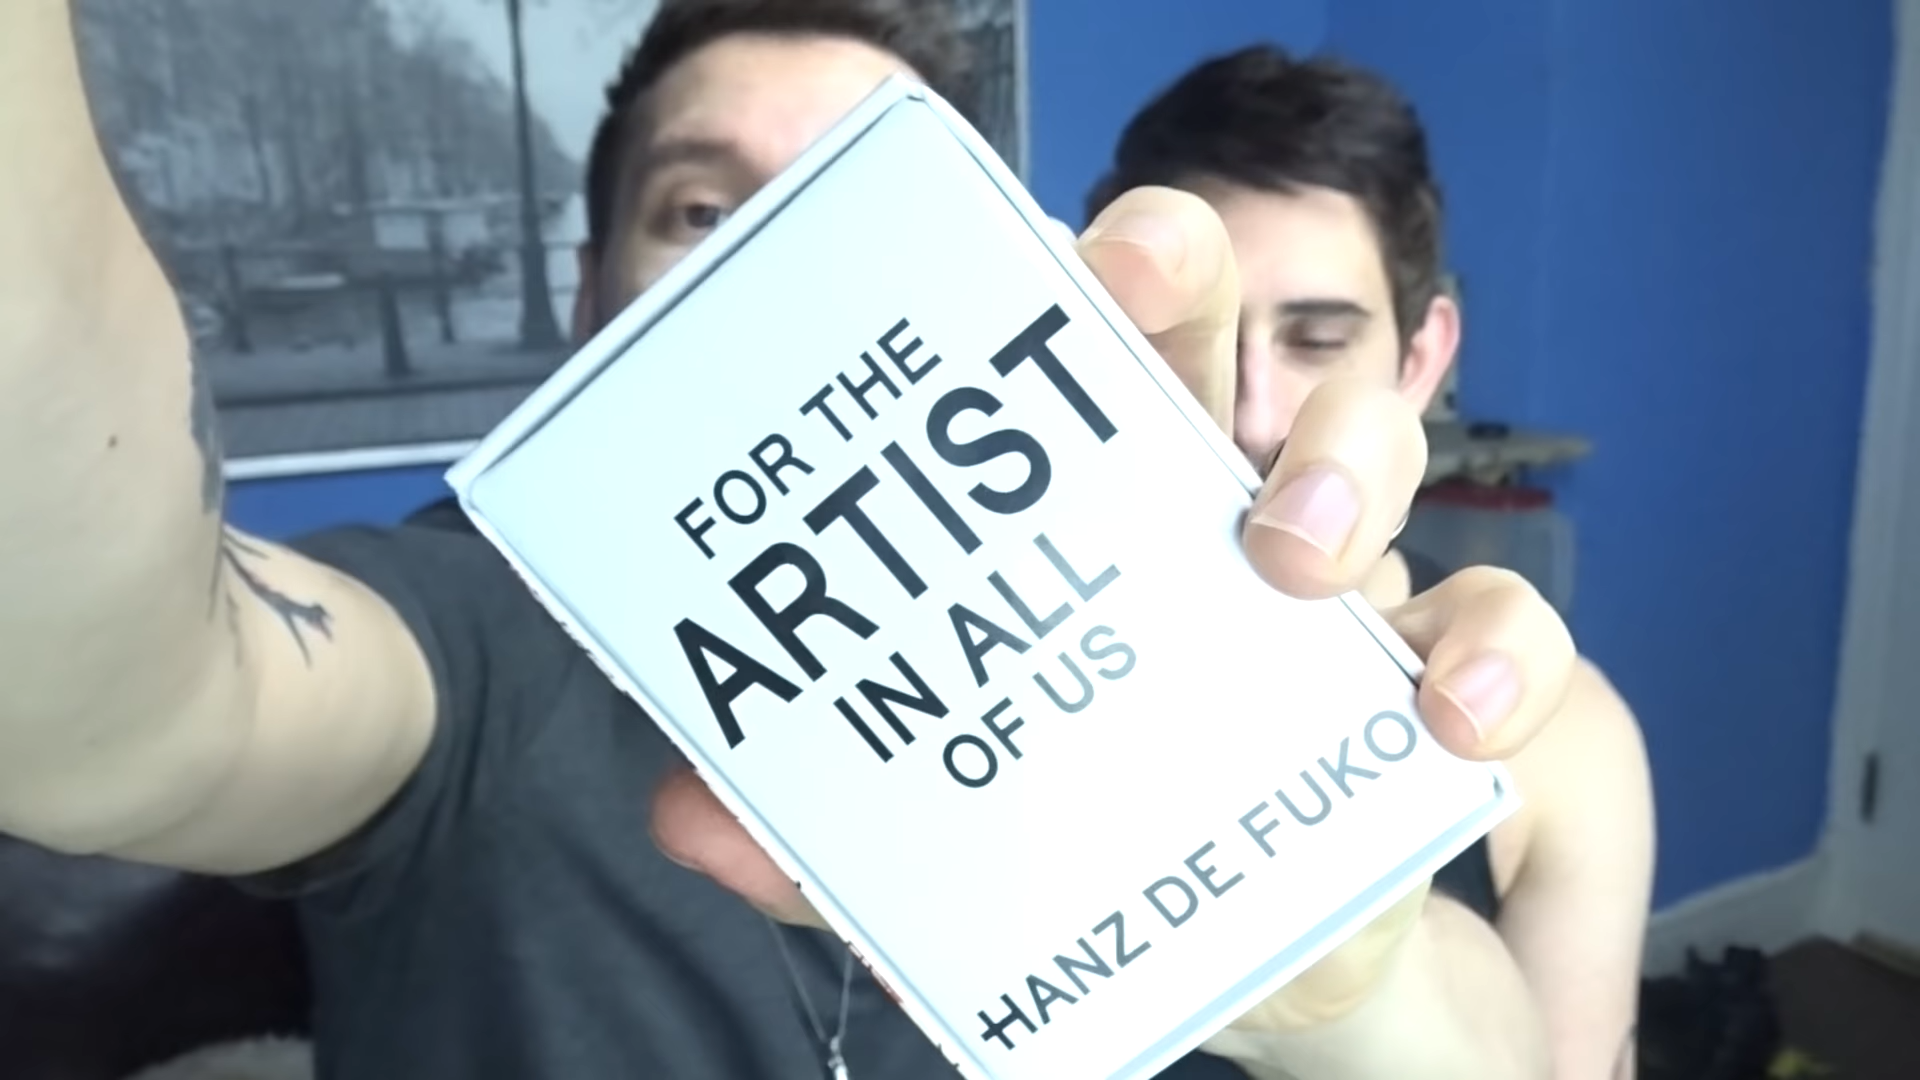 FOR THE
ARTIST
IN ALL
OF US
HANZ DE FUKO